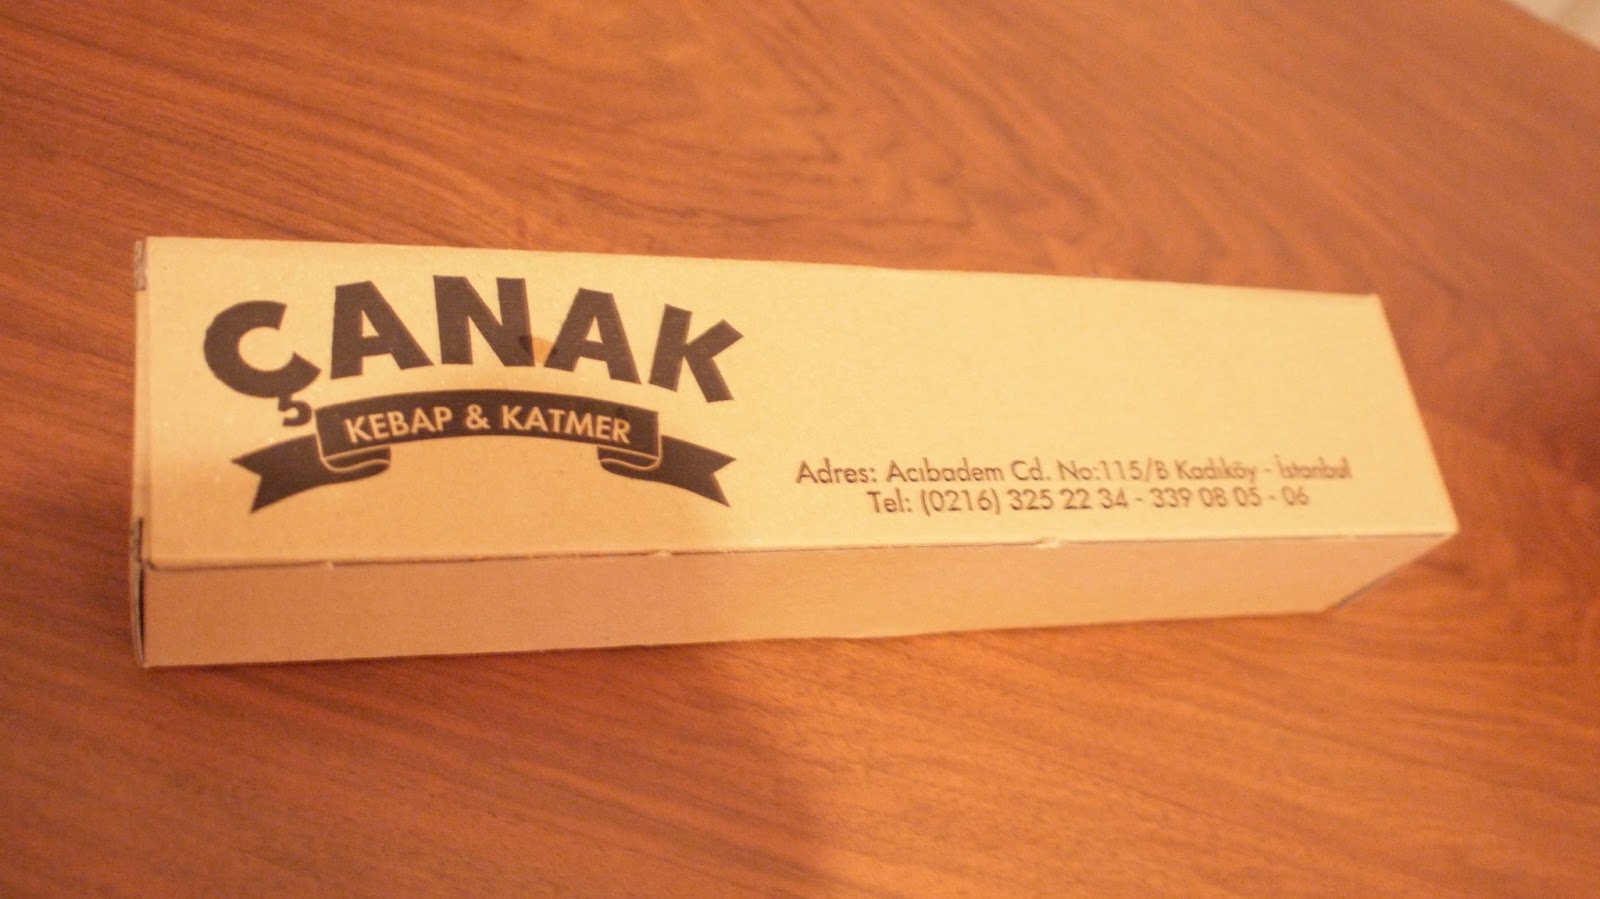 ÇANAK
KEBAP & KATMER
Adres: Acıbadem Cd. No:115/B Kadıköy - İstanbul
Tel: (0216) 325 22 34 - 339 08 05 - 06